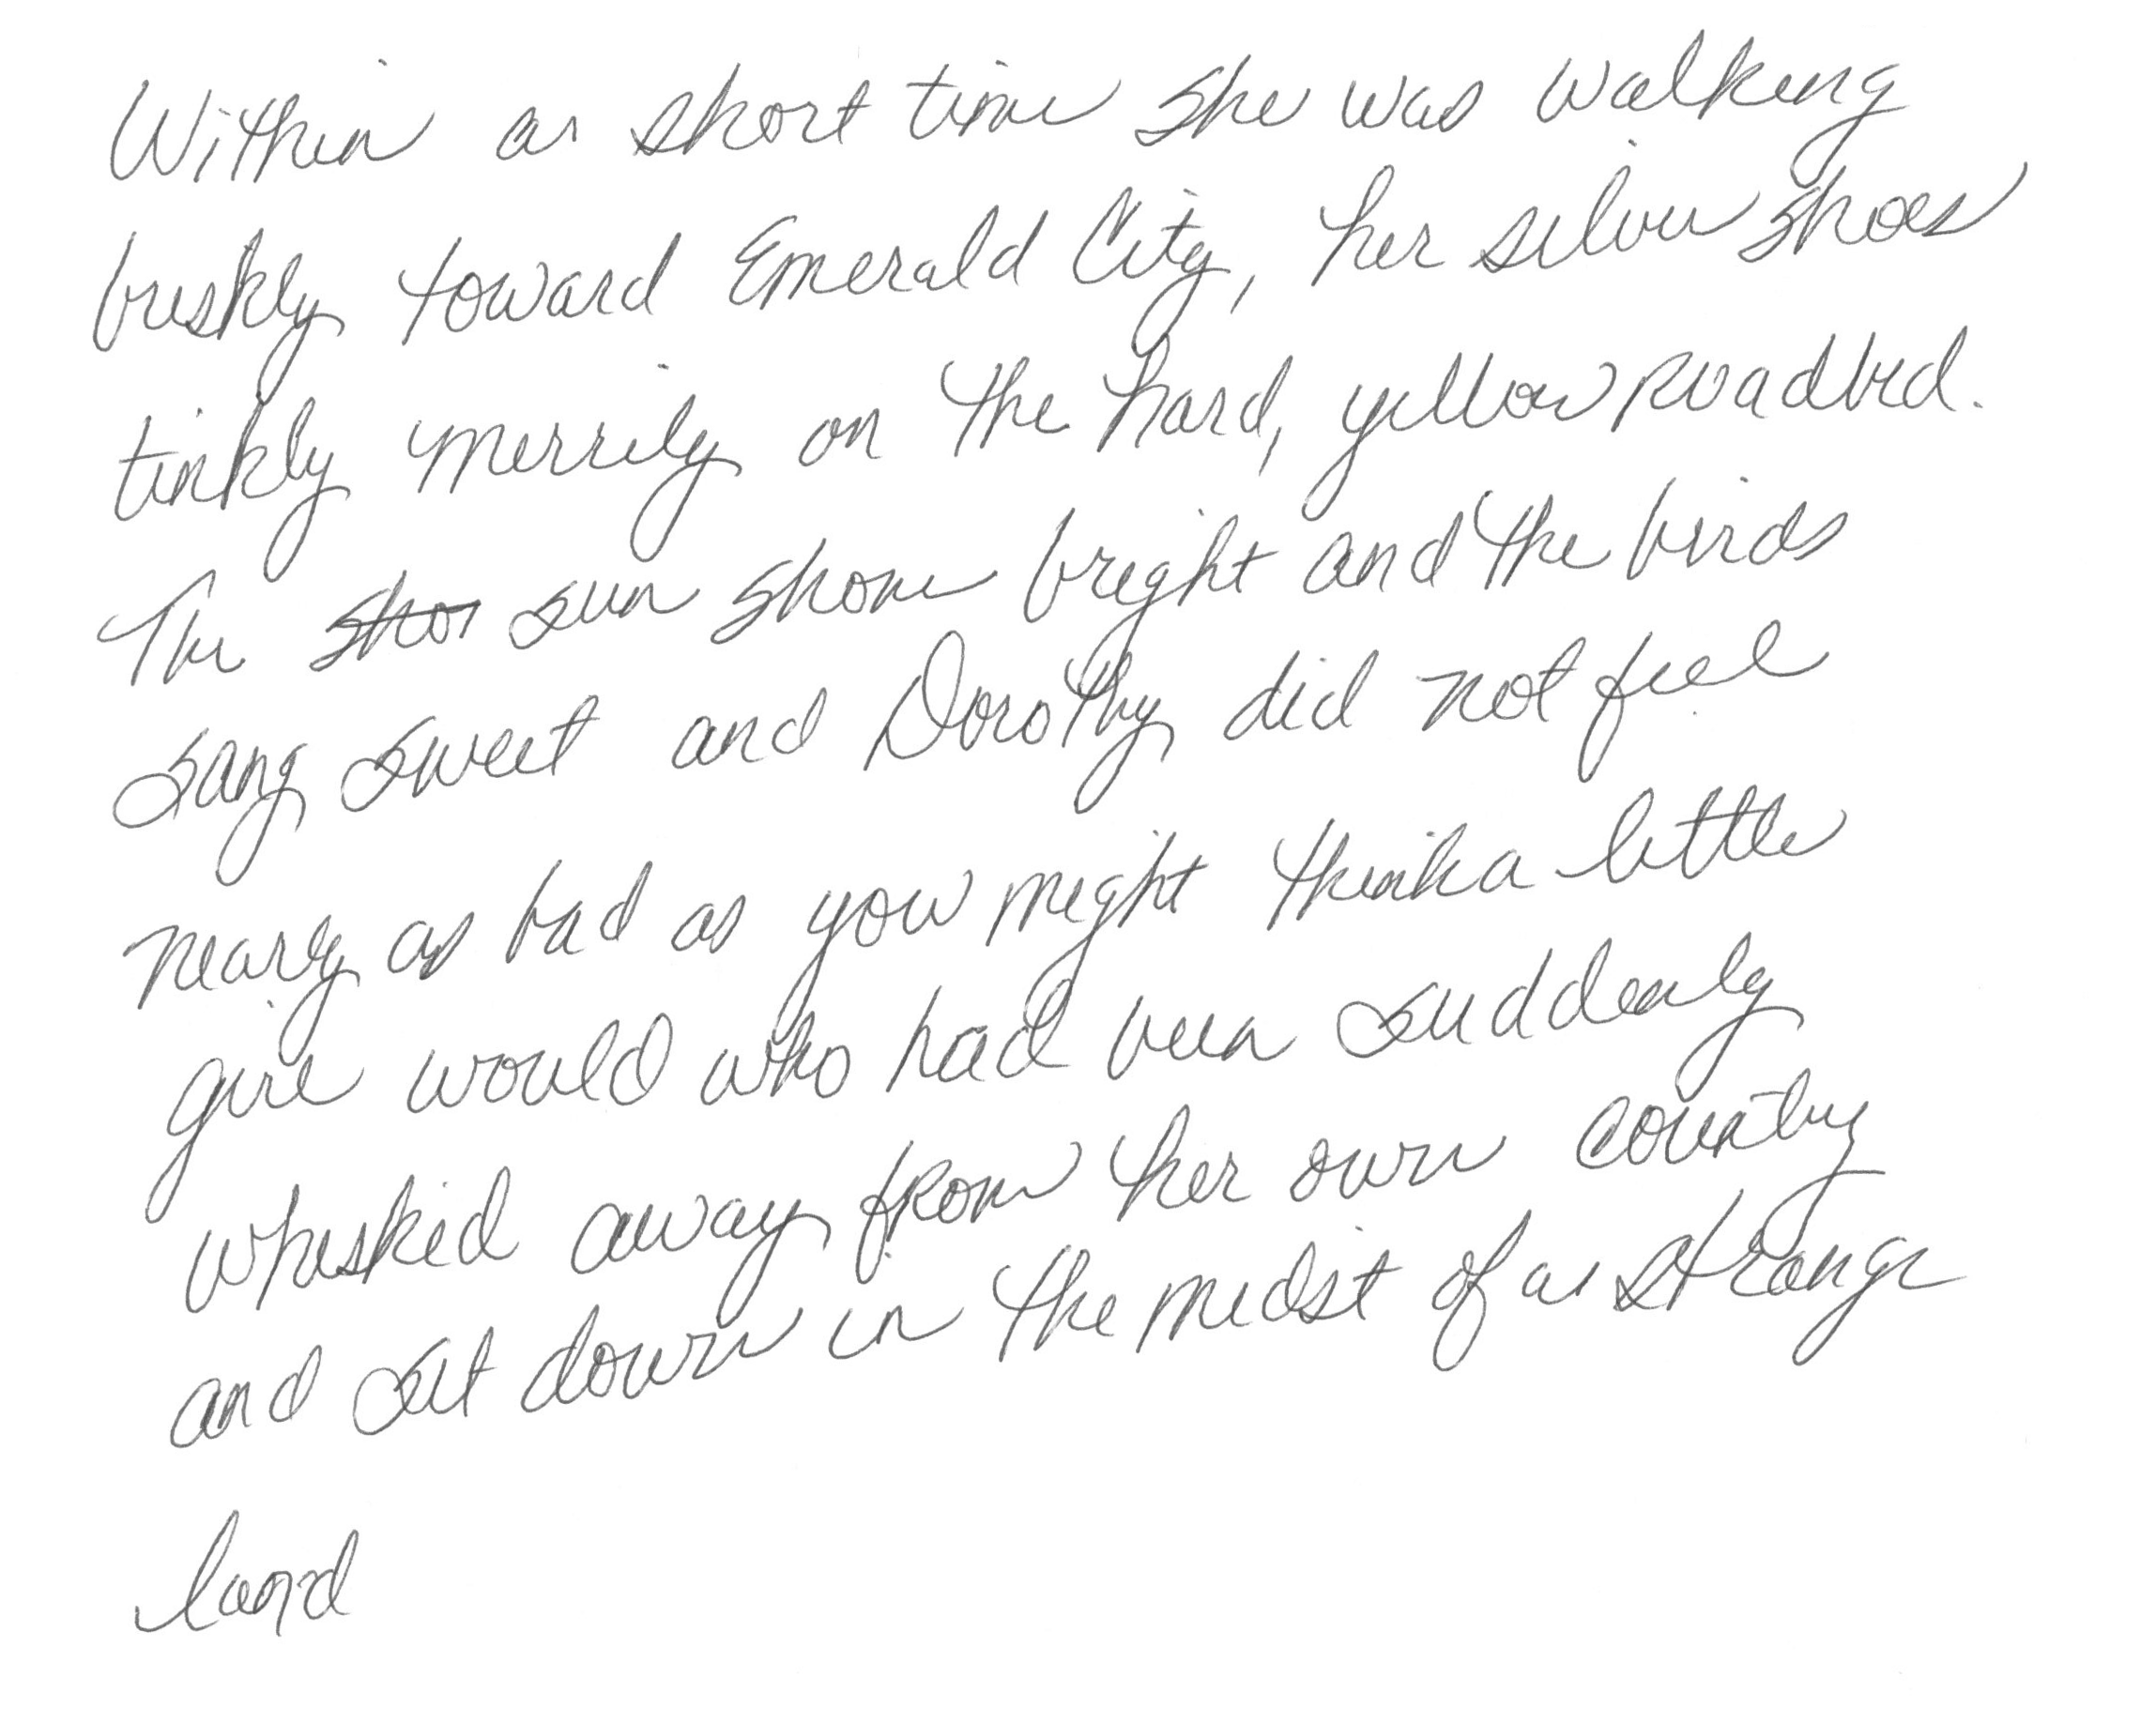 Within a short time she was walking
briskly toward Emerald City, her silver shoes
tinkly merrily on the hard, yellow roadbed.
The sho sun shone bright and the birds
sang sweet and Dorothy did not feel
nearly as bad as you might think a little
girl would who had been suddenly
whisked away from her own country
and set down in the midst of a strange
land